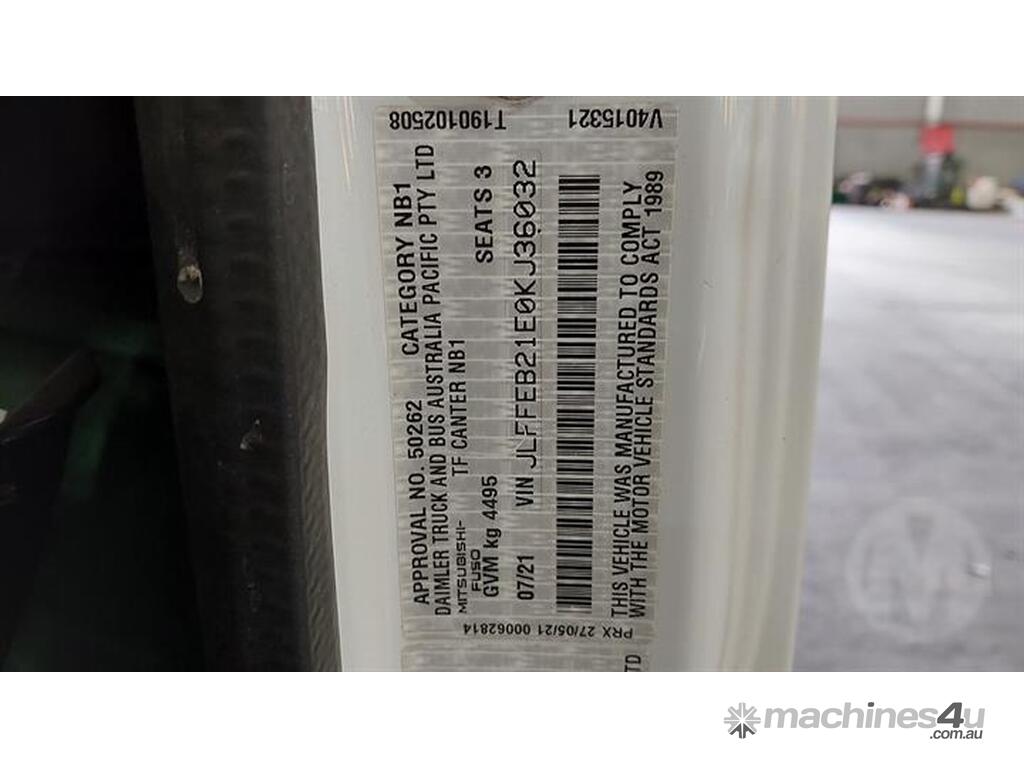 T190102508 V4015321
APPROVAL NO. 50262 CATEGORY NB1
DAIMLER TRUCK AND BUS AUSTRALIA PACIFIC PTY LTD
MITSUBISHI-FUSO TF CANTER NB1
GVM kg 4495 SEATS 3
07/21 VIN JLFFEB21E0KJ36032
THIS VEHICLE WAS MANUFACTURED TO COMPLY
WITH THE MOTOR VEHICLE STANDARDS ACT 1989
PRX 27/05/21 00062814
LTD
M
machines4u
.com.au